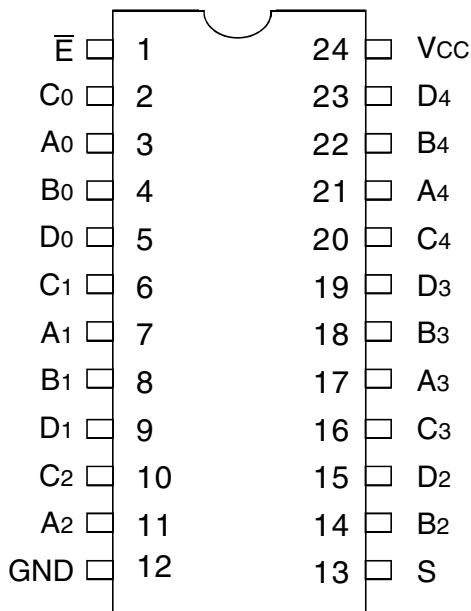 E̅ 1 24 VCC
C0 2 23 D4
A0 3 22 B4
B0 4 21 A4
D0 5 20 C4
C1 6 19 D3
A1 7 18 B3
B1 8 17 A3
D1 9 16 C3
C2 10 15 D2
A2 11 14 B2
GND 12 13 S